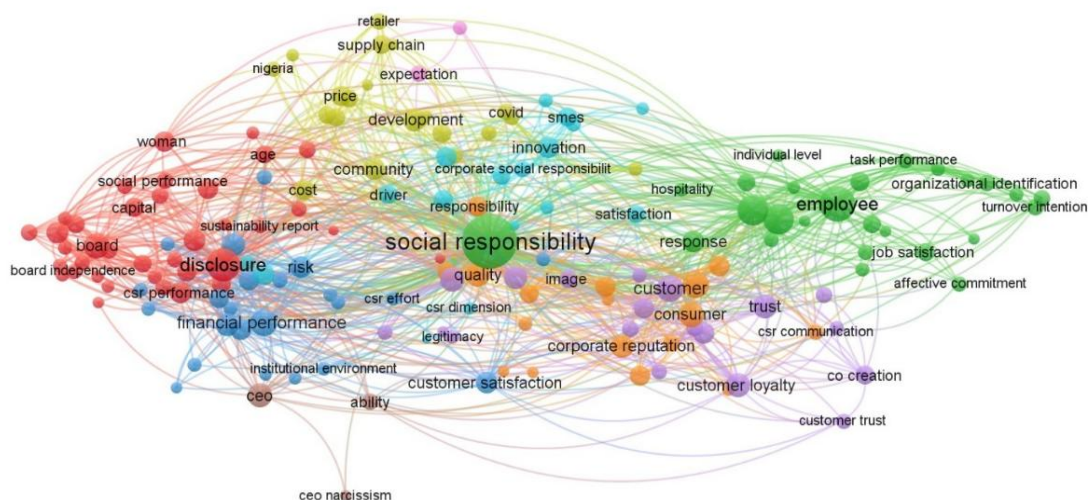 retailer
supply chain
nigeria
expectation
price
development
covid
smes
woman
age
innovation
individual level
task performance
community
corporate social responsibilit
social performance
cost
driver
hospitality
organizational identification
capital
responsibility
satisfaction
employee
turnover intention
sustainability report
board
social responsibility
response
job satisfaction
board independence
disclosure
risk
quality
image
customer
affective commitment
csr performance
csr effort
csr dimension
consumer
trust
financial performance
legitimacy
csr communication
corporate reputation
institutional environment
customer satisfaction
customer loyalty
co creation
ceo
ability
customer trust
ceo narcissism